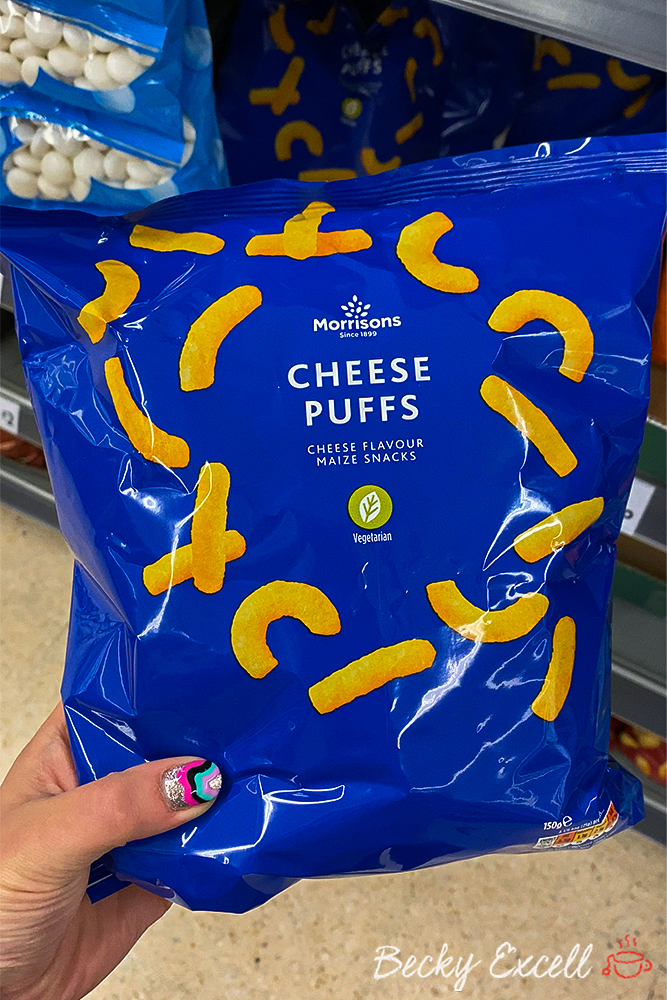 CHEESE
PUFFS
Morrisons
Since 1899
CHEESE
PUFFS
CHEESE FLAVOUR
MAIZE SNACKS
Vegetarian
150g e
Becky Excell